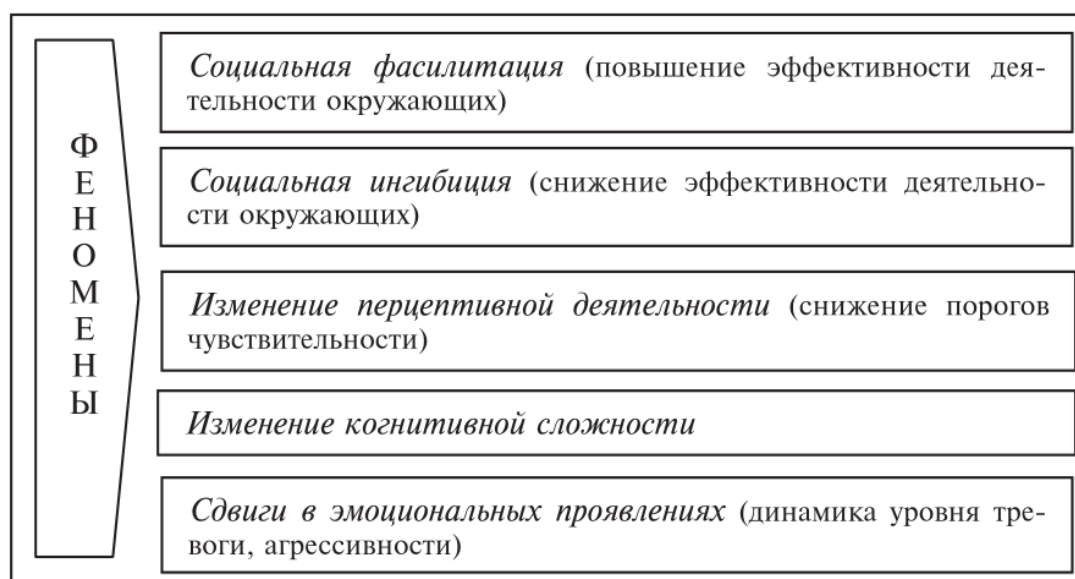 ФЕНОМЕНЫ
Социальная фасилитация (повышение эффективности дея-
тельности окружающих)
Социальная ингибиция (снижение эффективности деятельно-
сти окружающих)
Изменение перцептивной деятельности (снижение порогов
чувствительности)
Изменение когнитивной сложности
Сдвиги в эмоциональных проявлениях (динамика уровня тре-
воги, агрессивности)